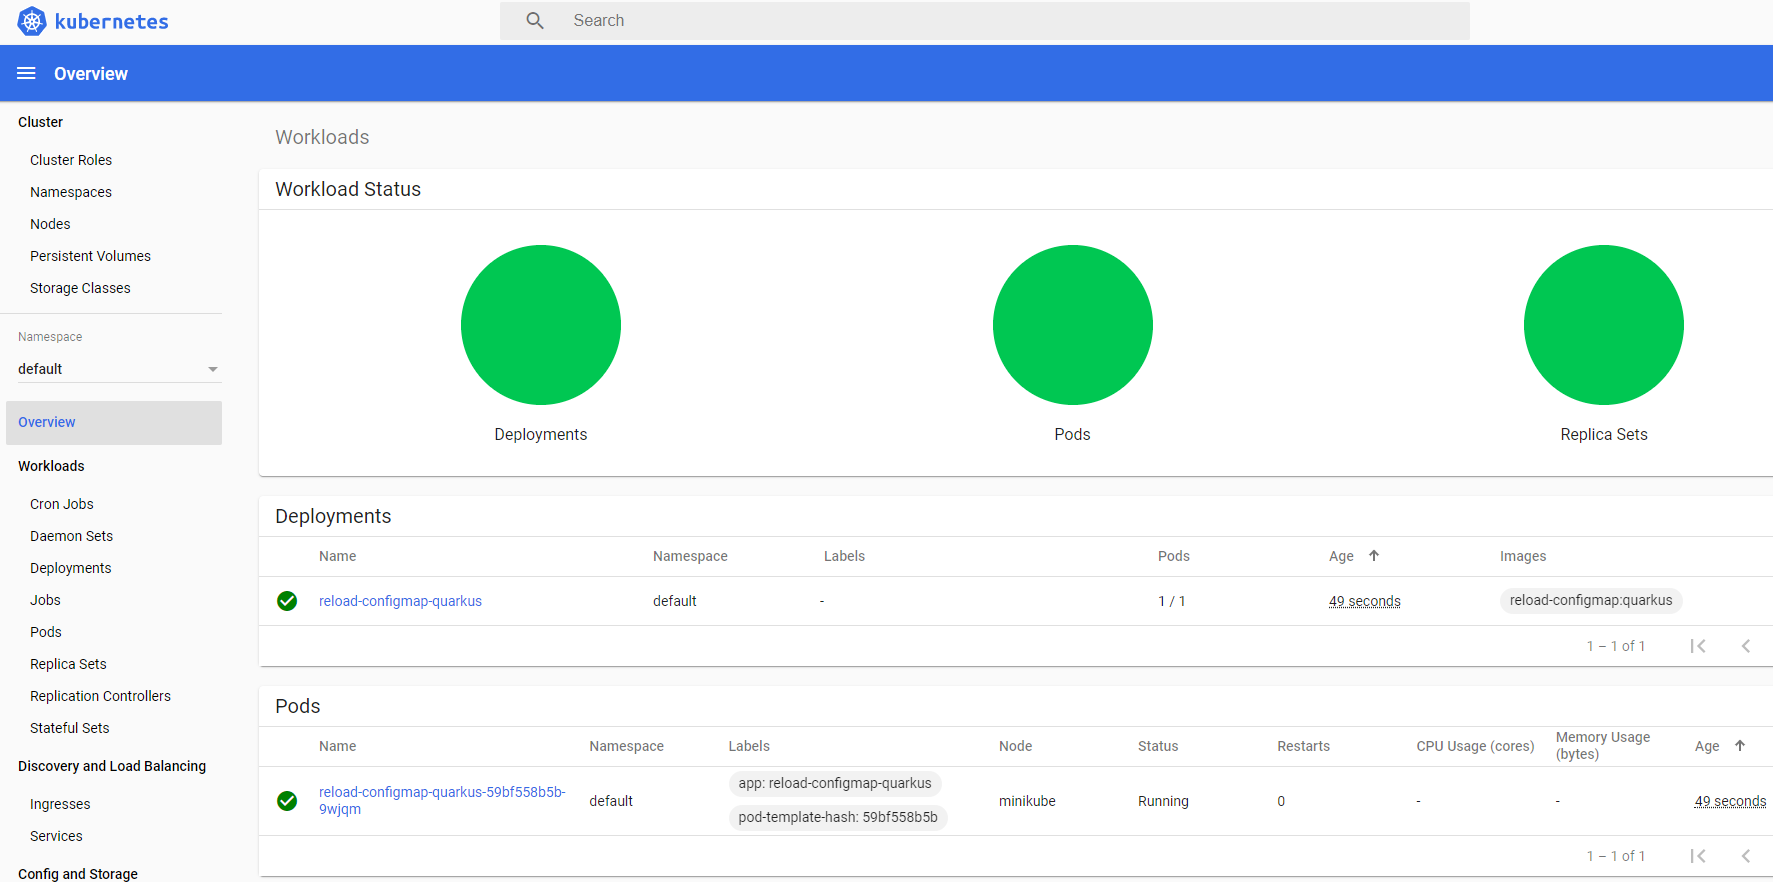 kubernetes
Search
Overview
Cluster
Cluster Roles
Namespaces
Nodes
Persistent Volumes
Storage Classes
Namespace
default
Overview
Workloads
Cron Jobs
Daemon Sets
Deployments
Jobs
Pods
Replica Sets
Replication Controllers
Stateful Sets
Discovery and Load Balancing
Ingresses
Services
Config and Storage
Workloads
Workload Status
Deployments
Pods
Replica Sets
Deployments
Name Namespace Labels Pods Age Images
reload-configmap-quarkus default - 1 / 1 49 seconds reload-configmap:quarkus
1 – 1 of 1
Pods
Name Namespace Labels Node Status Restarts CPU Usage (cores) Memory Usage (bytes) Age
reload-configmap-quarkus-59bf558b5b-
9wjqm
default
app: reload-configmap-quarkus
pod-template-hash: 59bf558b5b
minikube Running 0 - - 49 seconds
1 – 1 of 1